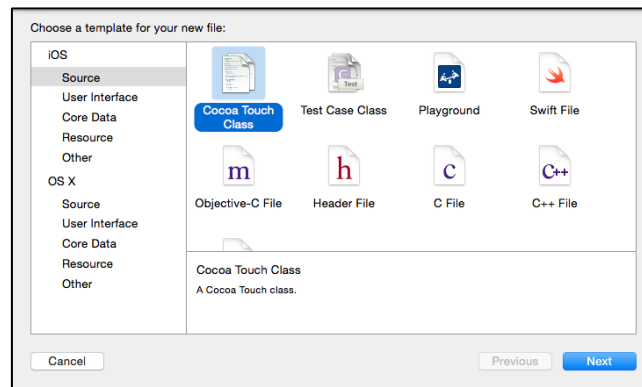 Choose a template for your new file:
iOS
Source
User Interface
Core Data
Resource
Other
OS X
Source
User Interface
Core Data
Resource
Other
Cocoa Touch
Class
Test
Test Case Class
Playground
Swift File
m
h
c
C++
Objective-C File
Header File
C File
C++ File
Cocoa Touch Class
A Cocoa Touch class.
Cancel
Previous
Next